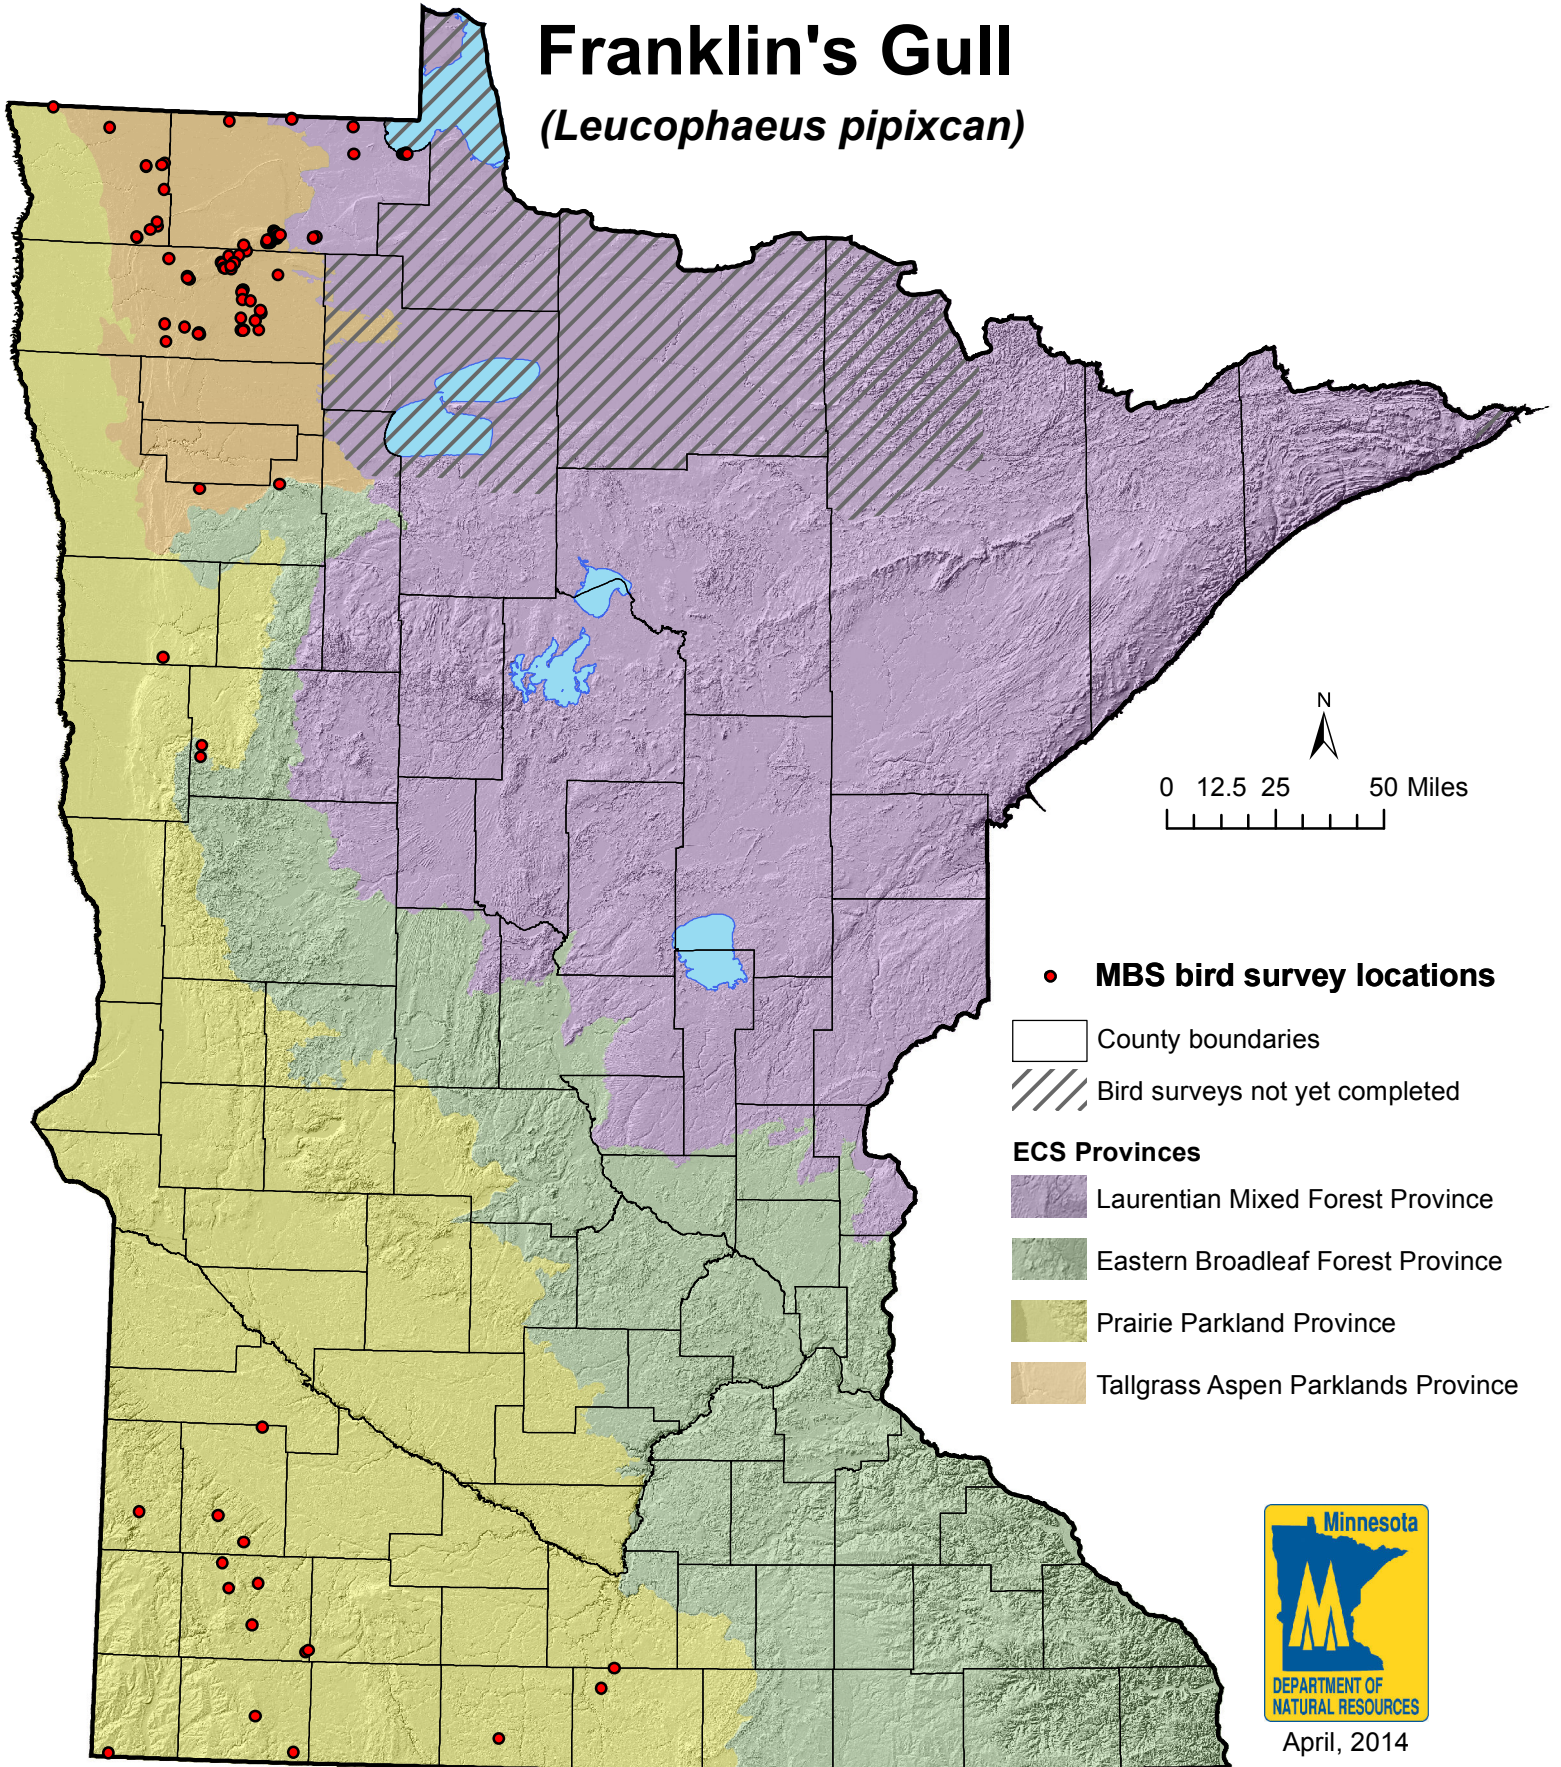 Franklin's Gull
(Leucophaeus pipixcan)
N
0 12.5 25 50 Miles
MBS bird survey locations
County boundaries
Bird surveys not yet completed
ECS Provinces
Laurentian Mixed Forest Province
Eastern Broadleaf Forest Province
Prairie Parkland Province
Tallgrass Aspen Parklands Province
Minnesota
DEPARTMENT OF
NATURAL RESOURCES
April, 2014